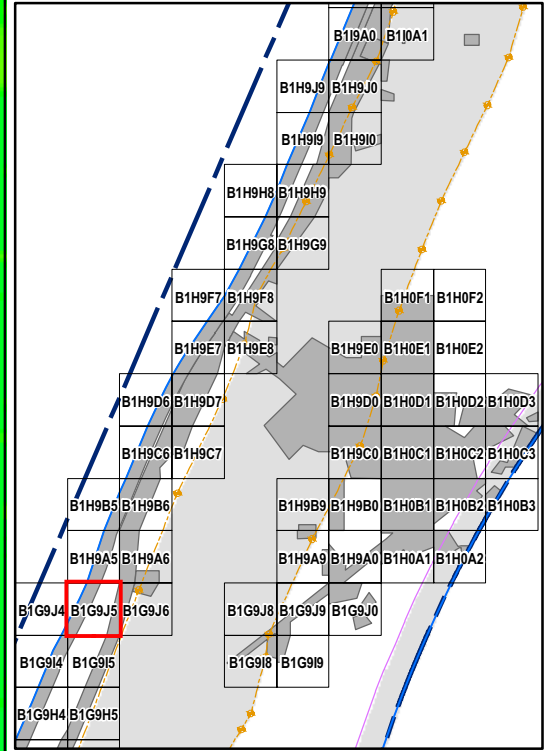 B1I9A0 B1I0A1
B1H9J9 B1H9J0
B1H9I9 B1H9I0
B1H9H8 B1H9H9
B1H9G8 B1H9G9
B1H9F7 B1H9F8 B1H0F1 B1H0F2
B1H9E7 B1H9E8 B1H9E0 B1H0E1 B1H0E2
B1H9D6 B1H9D7 B1H9D0 B1H0D1 B1H0D2 B1H0D3
B1H9C6 B1H9C7 B1H9C0 B1H0C1 B1H0C2 B1H0C3
B1H9B5 B1H9B6 B1H9B9 B1H9B0 B1H0B1 B1H0B2 B1H0B3
B1H9A5 B1H9A6 B1H9A9 B1H9A0 B1H0A1 B1H0A2
B1G9J4 B1G9J5 B1G9J6 B1G9J8 B1G9J9 B1G9J0
B1G9I4 B1G9I5 B1G9I8 B1G9I9
B1G9H4 B1G9H5